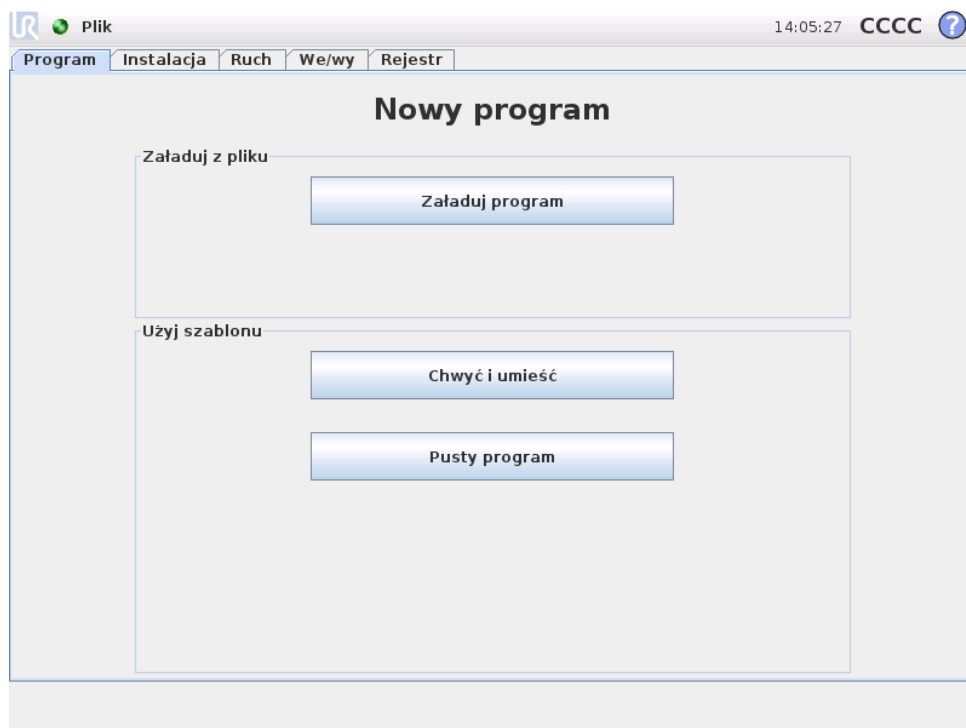 UR Plik 14:05:27 CCCC ?
Program Instalacja Ruch We/wy Rejestr
Nowy program
Załaduj z pliku
Załaduj program
Użyj szablonu
Chwyć i umieść
Pusty program